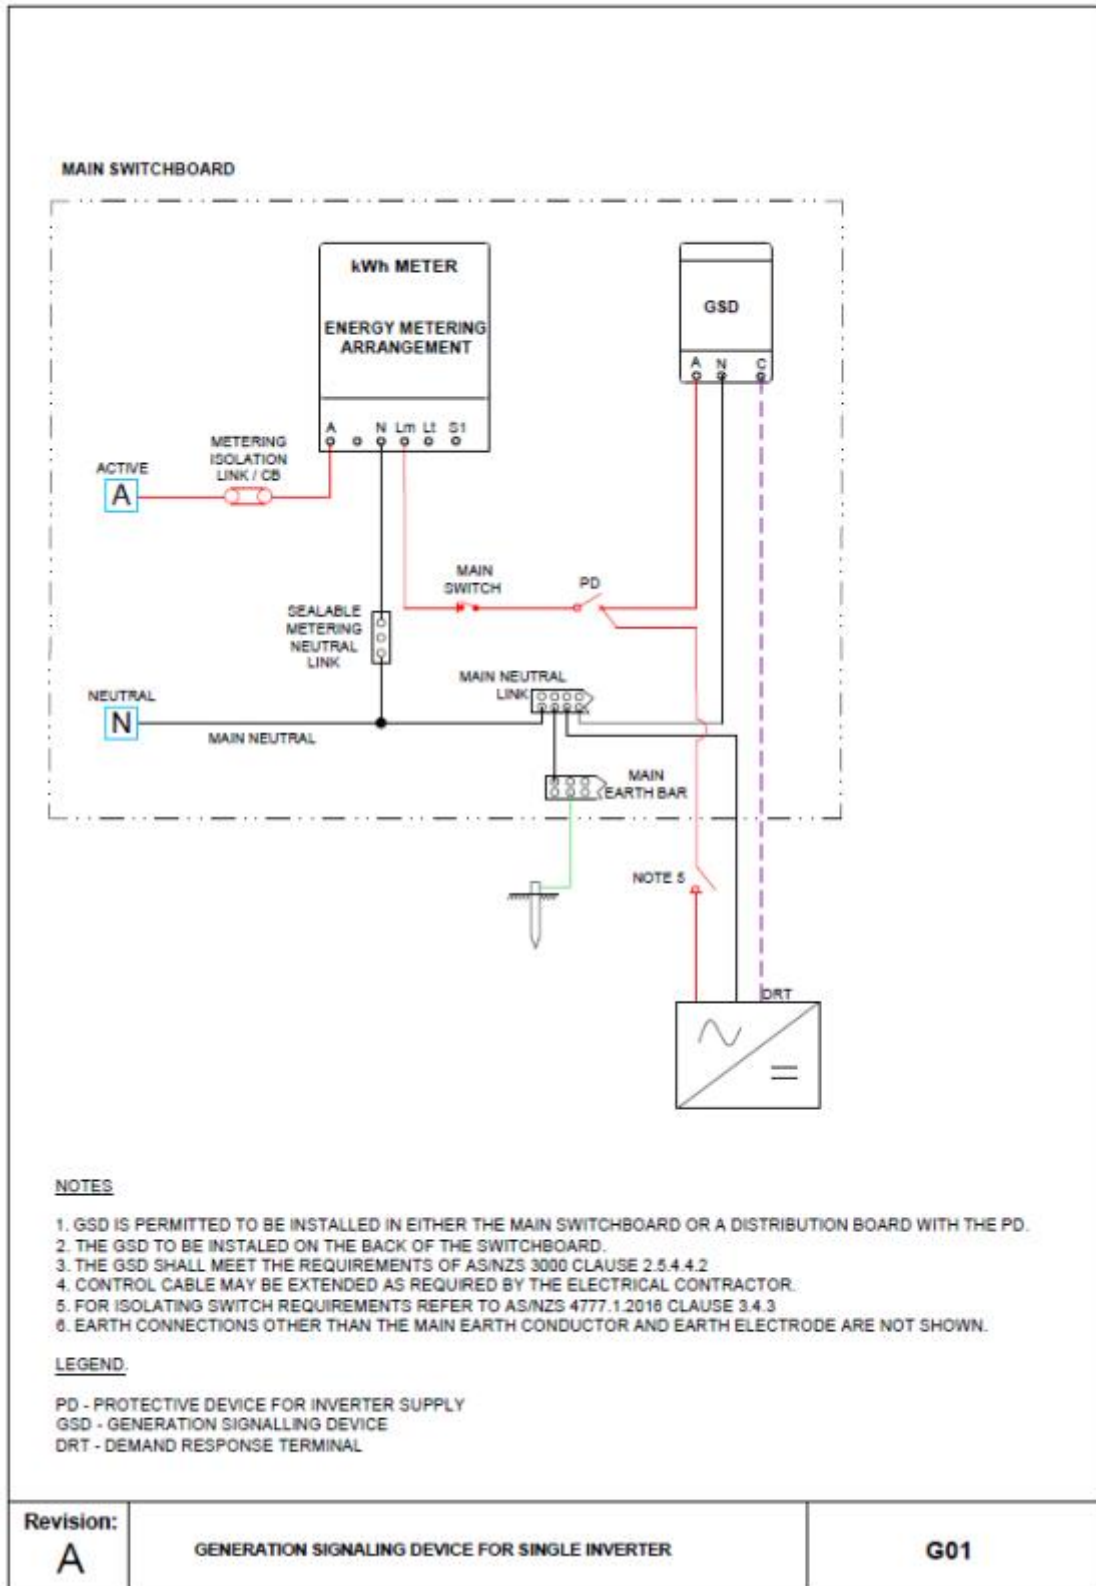 MAIN SWITCHBOARD
kWh METER
ENERGY METERING
ARRANGEMENT
A N Lm Lt S1
GSD
A N C
METERING
ISOLATION
LINK / CB
ACTIVE
A
MAIN
SWITCH
PD
SEALABLE
METERING
NEUTRAL
LINK
MAIN NEUTRAL
LINK
NEUTRAL
N
MAIN NEUTRAL
MAIN
EARTH BAR
NOTE 5
DRT
NOTES
1. GSD IS PERMITTED TO BE INSTALLED IN EITHER THE MAIN SWITCHBOARD OR A DISTRIBUTION BOARD WITH THE PD.
2. THE GSD TO BE INSTALED ON THE BACK OF THE SWITCHBOARD.
3. THE GSD SHALL MEET THE REQUIREMENTS OF AS/NZS 3000 CLAUSE 2.5.4.4.2
4. CONTROL CABLE MAY BE EXTENDED AS REQUIRED BY THE ELECTRICAL CONTRACTOR.
5. FOR ISOLATING SWITCH REQUIREMENTS REFER TO AS/NZS 4777.1.2016 CLAUSE 3.4.3
6. EARTH CONNECTIONS OTHER THAN THE MAIN EARTH CONDUCTOR AND EARTH ELECTRODE ARE NOT SHOWN.
LEGEND.
PD - PROTECTIVE DEVICE FOR INVERTER SUPPLY
GSD - GENERATION SIGNALLING DEVICE
DRT - DEMAND RESPONSE TERMINAL
Revision:
A
GENERATION SIGNALING DEVICE FOR SINGLE INVERTER
G01